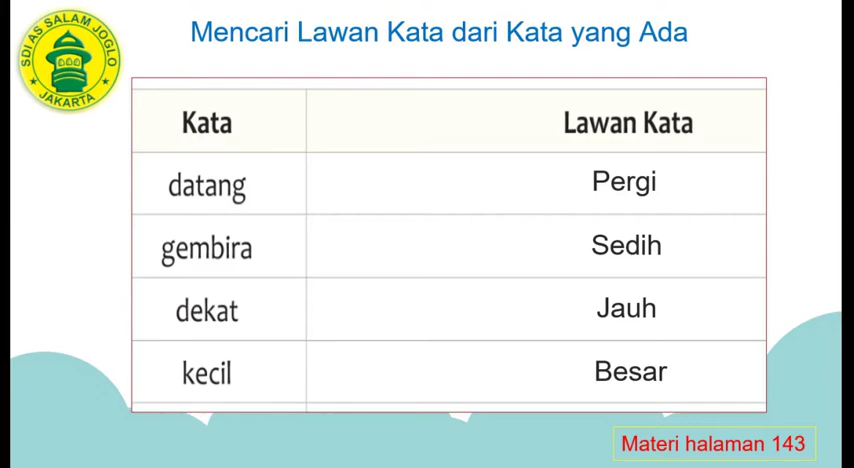 SDI AS SALAM JOGLO
JAKARTA
Mencari Lawan Kata dari Kata yang Ada
Kata Lawan Kata
datang Pergi
gembira Sedih
dekat Jauh
kecil Besar
Materi halaman 143